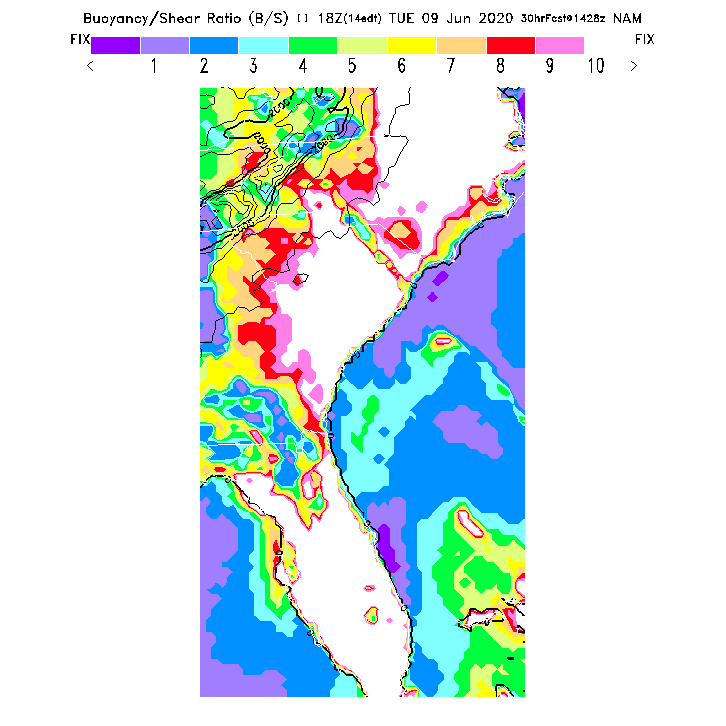 Buoyancy/Shear Ratio (B/S) [] 18Z(14edt) TUE 09 Jun 2020 30hrFcst@1428z NAM
FIX FIX
< 1 2 3 4 5 6 7 8 9 10 >
2000